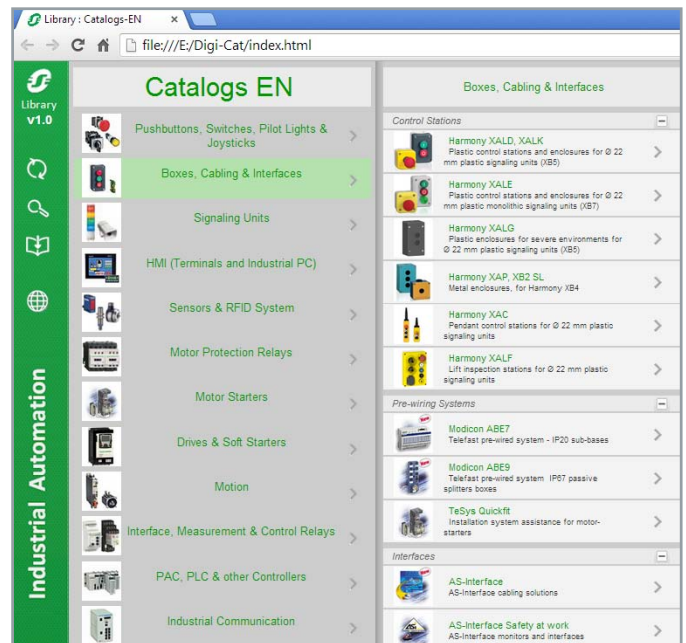 Library : Catalogs-EN
file:///E:/Digi-Cat/index.html
Library
v1.0
Industrial Automation
Catalogs EN
Pushbuttons, Switches, Pilot Lights &
Joysticks
Boxes, Cabling & Interfaces
Signaling Units
HMI (Terminals and Industrial PC)
Sensors & RFID System
Motor Protection Relays
Motor Starters
Drives & Soft Starters
Motion
Interface, Measurement & Control Relays
PAC, PLC & other Controllers
Industrial Communication
Boxes, Cabling & Interfaces
Control Stations
Harmony XALD, XALK
Plastic control stations and enclosures for Ø 22
mm plastic signaling units (XB5)
Harmony XALE
Plastic control stations and enclosures for Ø 22
mm plastic monolithic signaling units (XB7)
Harmony XALG
Plastic enclosures for severe environments for
Ø 22 mm plastic signaling units (XB5)
Harmony XAP, XB2 SL
Metal enclosures, for Harmony XB4
Harmony XAC
Pendant control stations for Ø 22 mm plastic
signaling units
Harmony XALF
Lift inspection stations for Ø 22 mm plastic
signaling units
Pre-wiring Systems
Modicon ABE7
Telefast pre-wired system - IP20 sub-bases
Modicon ABE9
Telefast pre-wired system IP67 passive
splitters boxes
TeSys Quickfit
Installation system assistance for motor-
starters
Interfaces
AS-Interface
AS-Interface cabling solutions
AS-Interface Safety at work
AS-Interface monitors and interfaces